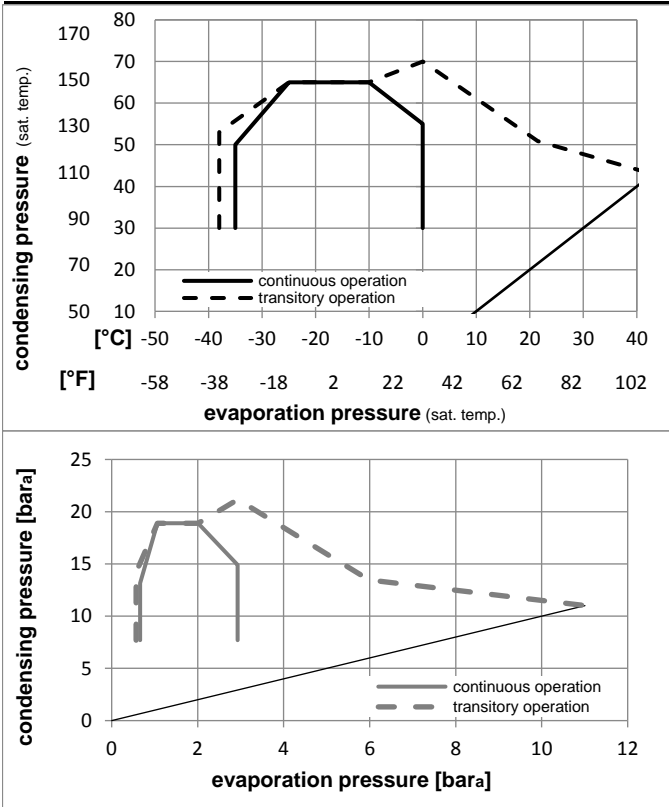 condensing pressure (sat. temp.)
170 80
70
150 60
130 50
110 40
90 30
70 20
50 10
continuous operation
transitory operation
[°C] -50 -40 -30 -20 -10 0 10 20 30 40
[°F] -58 -38 -18 2 22 42 62 82 102
evaporation pressure (sat. temp.)
condensing pressure [bara]
25
20
15
10
5
0
continuous operation
transitory operation
0 2 4 6 8 10 12
evaporation pressure [bara]